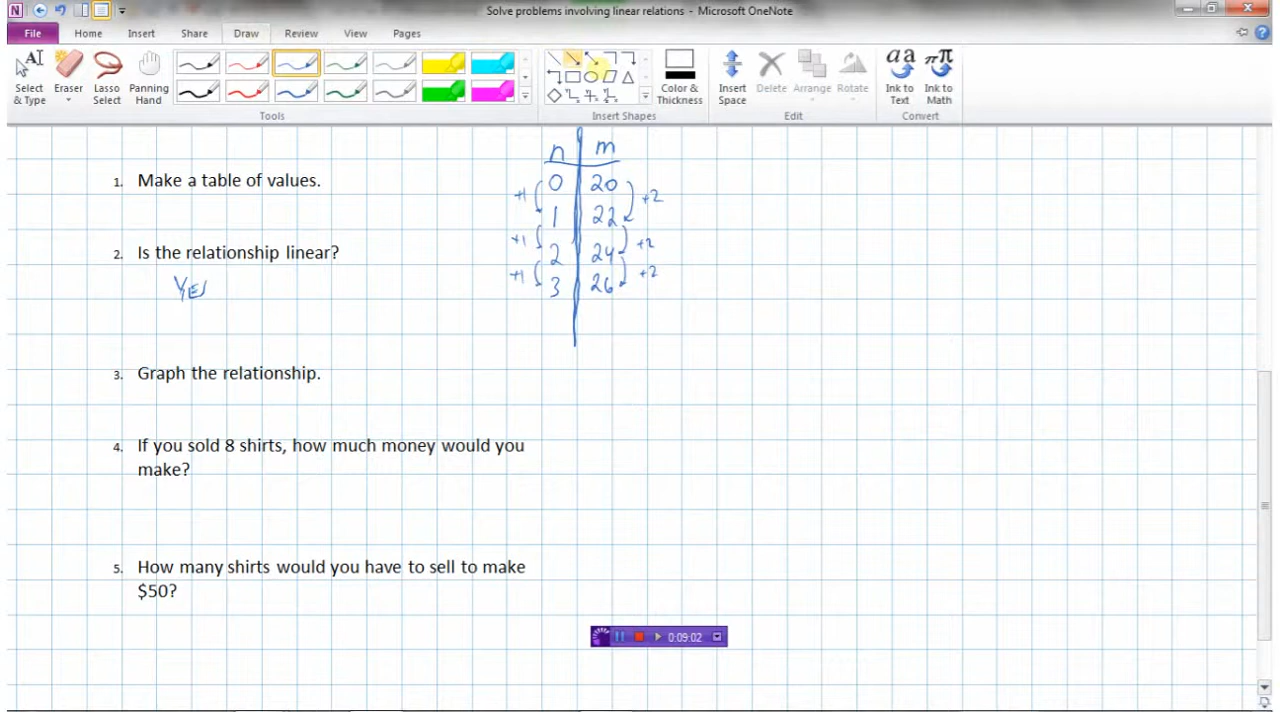 Solve problems involving linear relations - Microsoft OneNote
File Home Insert Share Draw Review View Pages
Select & Type Eraser Lasso Select Panning Hand Color & Thickness Insert Space Delete Arrange Rotate Ink to Text Ink to Math
Tools Insert Shapes Edit Convert
n m
1. Make a table of values.
0 20
+1 +2
1 22
+1 +2
2. Is the relationship linear?
2 24
+1 +2
YES
3 26
3. Graph the relationship.
4. If you sold 8 shirts, how much money would you
make?
5. How many shirts would you have to sell to make
$50?
0:09:02